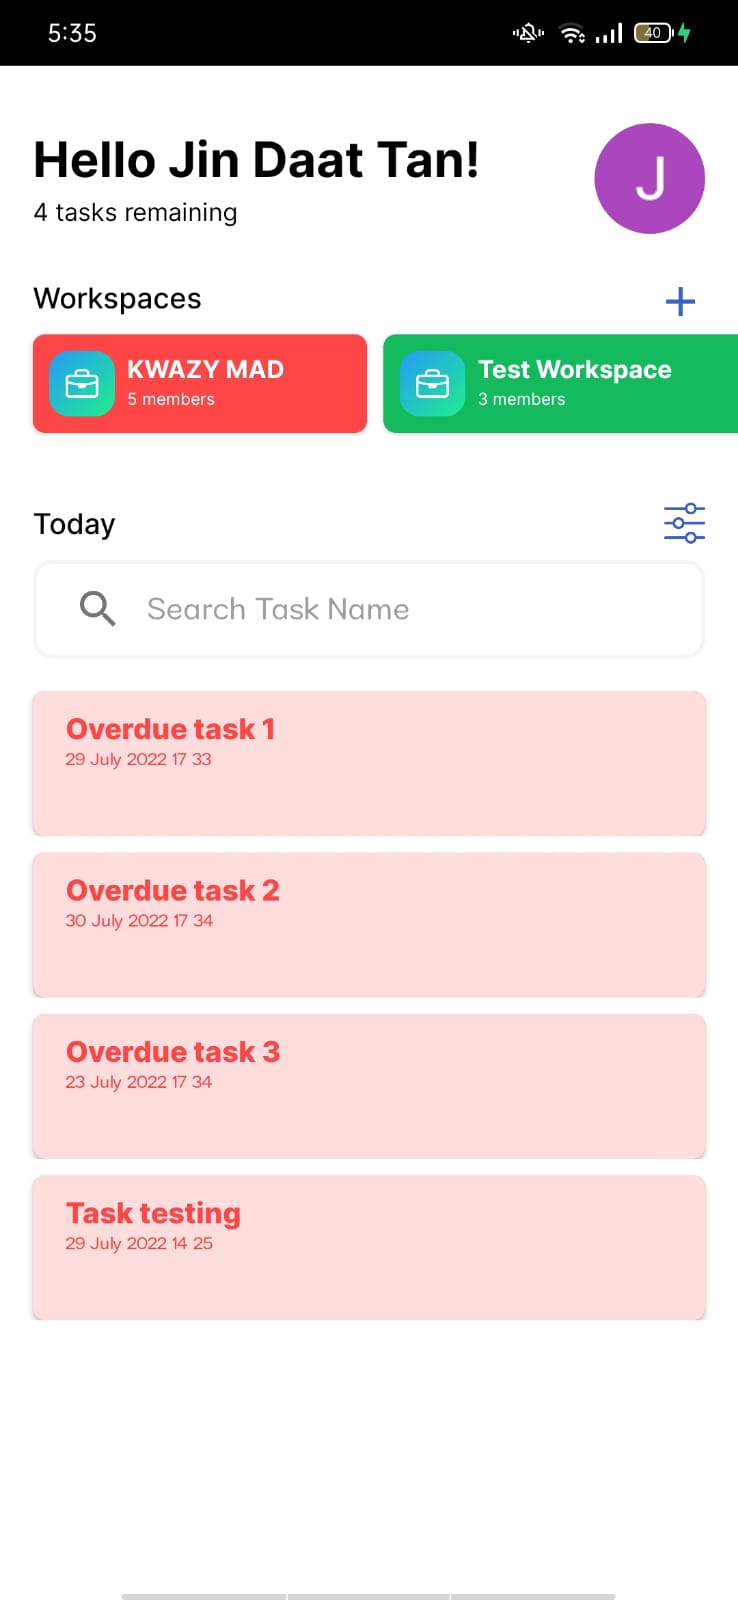 5:35
40
Hello Jin Daat Tan!
4 tasks remaining
J
Workspaces
KWAZY MAD
5 members
Test Workspace
3 members
Today
Search Task Name
Overdue task 1
29 July 2022 17 33
Overdue task 2
30 July 2022 17 34
Overdue task 3
23 July 2022 17 34
Task testing
29 July 2022 14 25